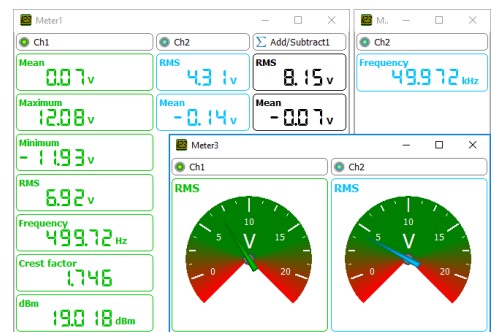 Meter1
Ch1
Ch2
Add/Subtract1
Mean
0.07 v
RMS
4.31 v
RMS
8.15 v
Maximum
12.08 v
Mean
-0.14 v
Mean
-0.07 v
Minimum
-11.93 v
RMS
6.92 v
Frequency
499.72 Hz
Crest factor
1.746
dBm
19.018 dBm
M..
Ch2
Frequency
49.972 kHz
Meter3
Ch1
Ch2
RMS
0 5 10 15 20
V
RMS
0 5 10 15 20
V